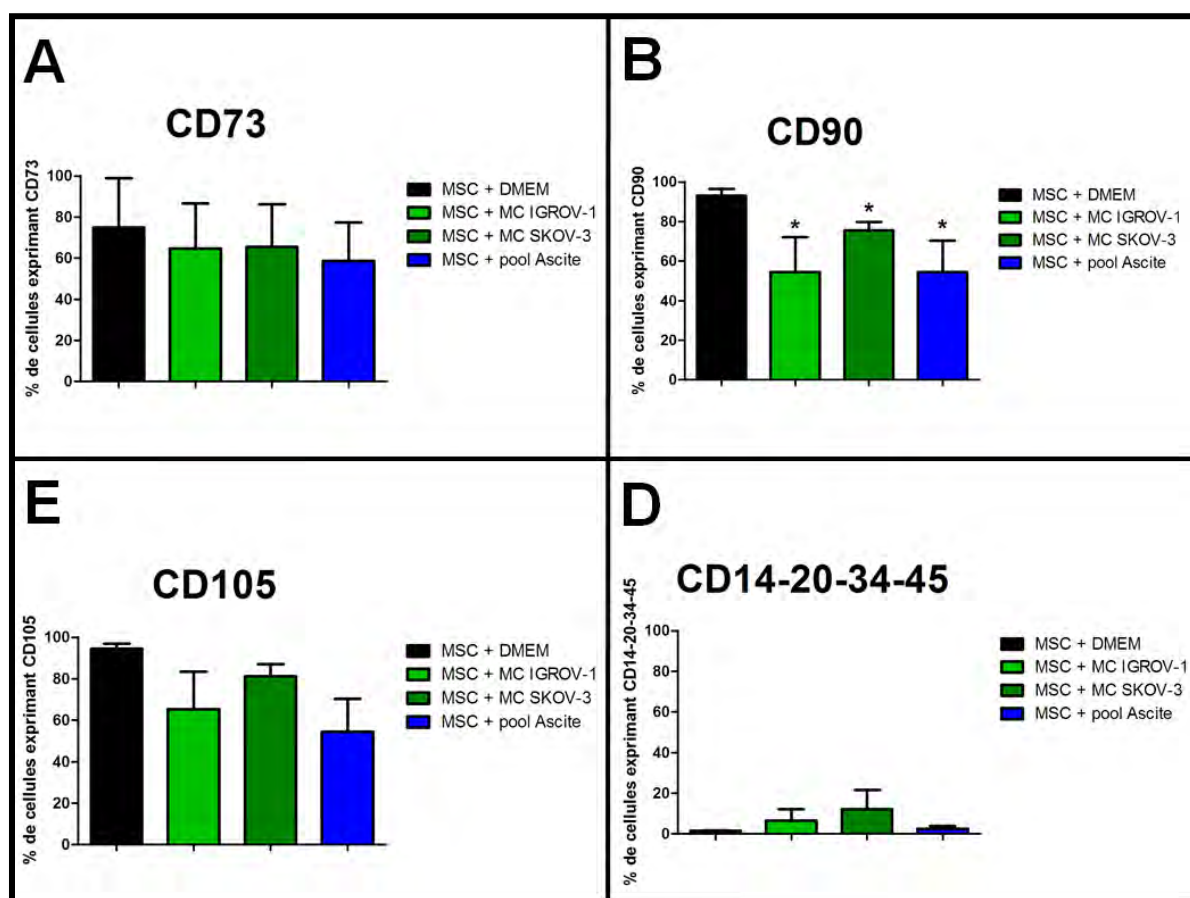 A
CD73
% de cellules exprimant CD73
100
80
60
40
20
0
MSC + DMEM
MSC + MC IGROV-1
MSC + MC SKOV-3
MSC + pool Ascite
B
CD90
% de cellules exprimant CD90
100
80
60
40
20
0
*
*
*
MSC + DMEM
MSC + MC IGROV-1
MSC + MC SKOV-3
MSC + pool Ascite
E
CD105
% de cellules exprimant CD105
100
80
60
40
20
0
MSC + DMEM
MSC + MC IGROV-1
MSC + MC SKOV-3
MSC + pool Ascite
D
CD14-20-34-45
% de cellules exprimant CD14-20-34-45
100
80
60
40
20
0
MSC + DMEM
MSC + MC IGROV-1
MSC + MC SKOV-3
MSC + pool Ascite